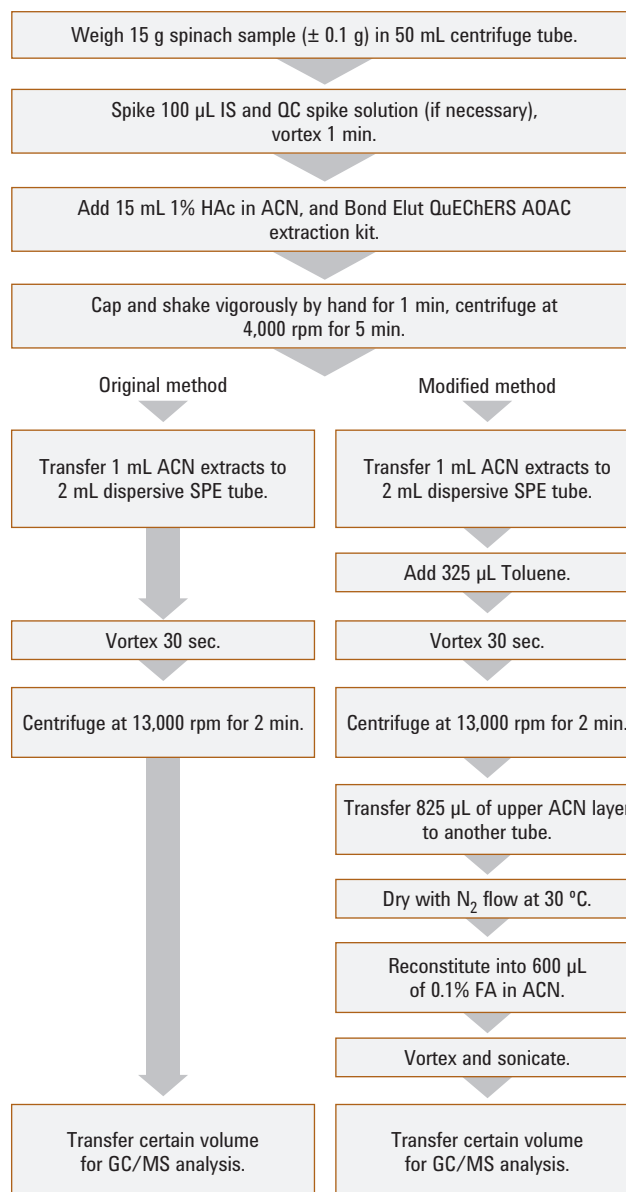 Weigh 15 g spinach sample (± 0.1 g) in 50 mL centrifuge tube.
Spike 100 µL IS and QC spike solution (if necessary),
vortex 1 min.
Add 15 mL 1% HAc in ACN, and Bond Elut QuEChERS AOAC
extraction kit.
Cap and shake vigorously by hand for 1 min, centrifuge at
4,000 rpm for 5 min.
Original method
Transfer 1 mL ACN extracts to
2 mL dispersive SPE tube.
Vortex 30 sec.
Centrifuge at 13,000 rpm for 2 min.
Transfer certain volume
for GC/MS analysis.
Modified method
Transfer 1 mL ACN extracts to
2 mL dispersive SPE tube.
Add 325 µL Toluene.
Vortex 30 sec.
Centrifuge at 13,000 rpm for 2 min.
Transfer 825 µL of upper ACN layer
to another tube.
Dry with N₂ flow at 30 ºC.
Reconstitute into 600 µL
of 0.1% FA in ACN.
Vortex and sonicate.
Transfer certain volume
for GC/MS analysis.